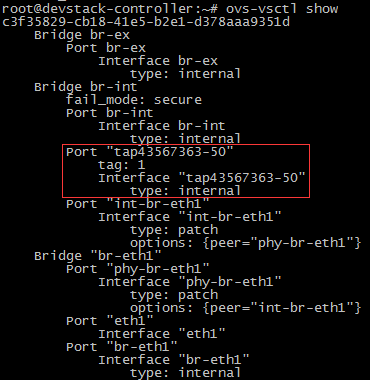 root@devstack-controller:~# ovs-vsctl show
c3f35829-cb18-41e5-b2e1-d378aaa9351d
    Bridge br-ex
        Port br-ex
            Interface br-ex
                type: internal
    Bridge br-int
        fail_mode: secure
        Port br-int
            Interface br-int
                type: internal
        Port "tap43567363-50"
            tag: 1
            Interface "tap43567363-50"
                type: internal
        Port "int-br-eth1"
            Interface "int-br-eth1"
                type: patch
                options: {peer="phy-br-eth1"}
    Bridge "br-eth1"
        Port "phy-br-eth1"
            Interface "phy-br-eth1"
                type: patch
                options: {peer="int-br-eth1"}
        Port "eth1"
            Interface "eth1"
        Port "br-eth1"
            Interface "br-eth1"
                type: internal